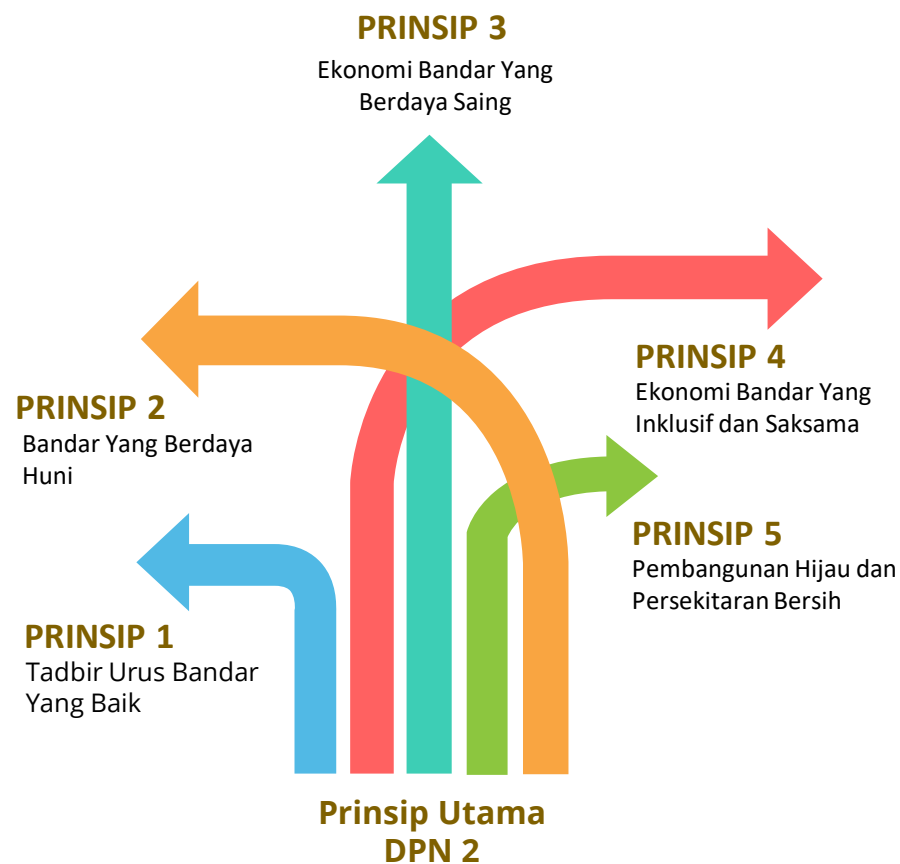 PRINSIP 3
Ekonomi Bandar Yang
Berdaya Saing
PRINSIP 4
Ekonomi Bandar Yang
Inklusif dan Saksama
PRINSIP 2
Bandar Yang Berdaya
Huni
PRINSIP 5
Pembangunan Hijau dan
Persekitaran Bersih
PRINSIP 1
Tadbir Urus Bandar
Yang Baik
Prinsip Utama
DPN 2